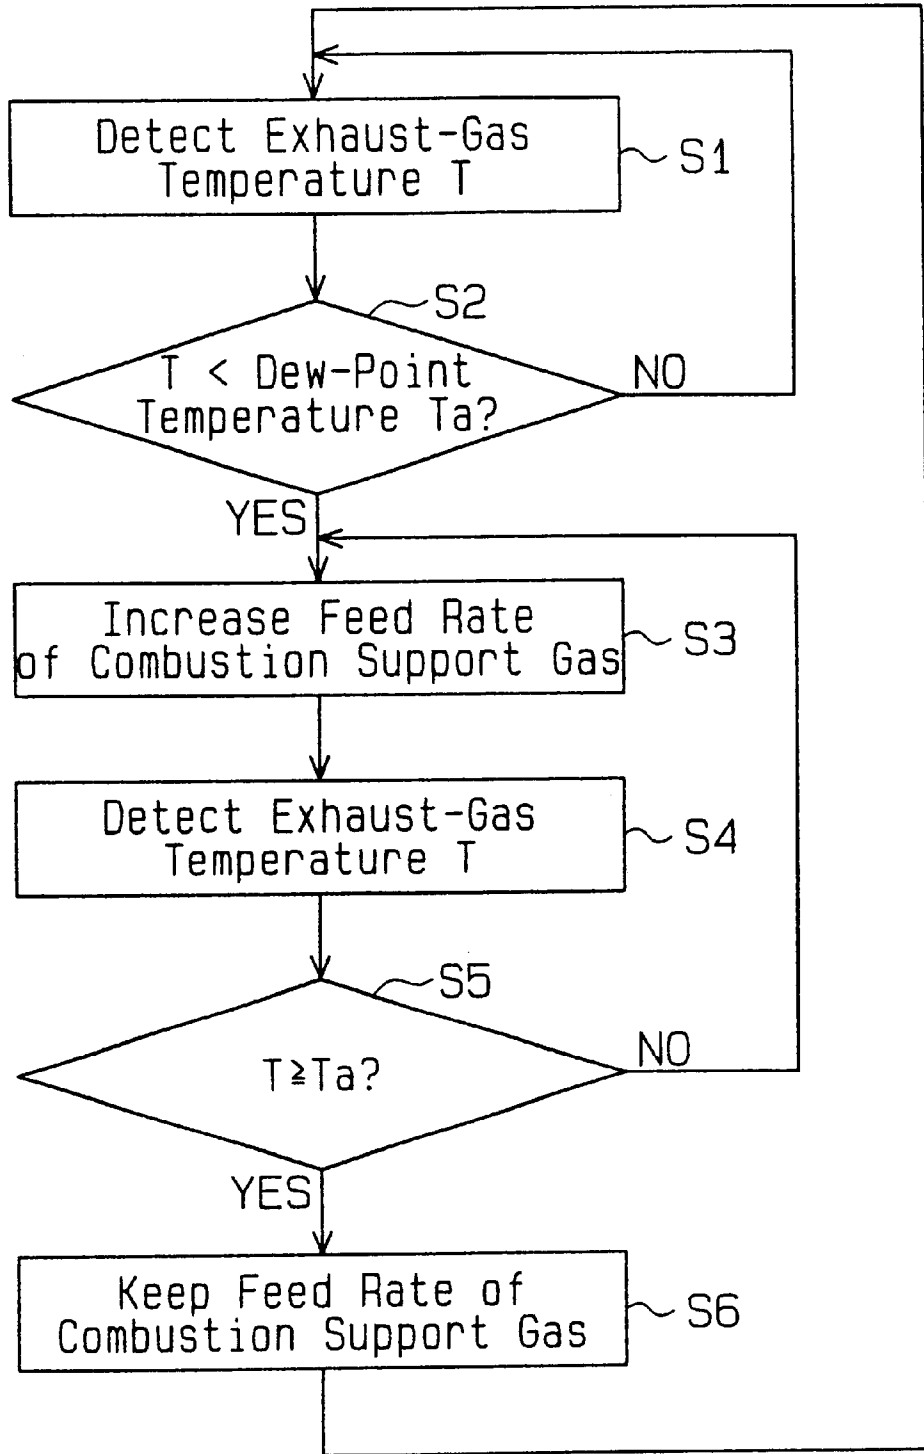 Detect Exhaust-Gas
Temperature T
S1
S2
T < Dew-Point
Temperature Ta?
NO
YES
Increase Feed Rate
of Combustion Support Gas
S3
Detect Exhaust-Gas
Temperature T
S4
S5
T≧Ta?
NO
YES
Keep Feed Rate of
Combustion Support Gas
S6